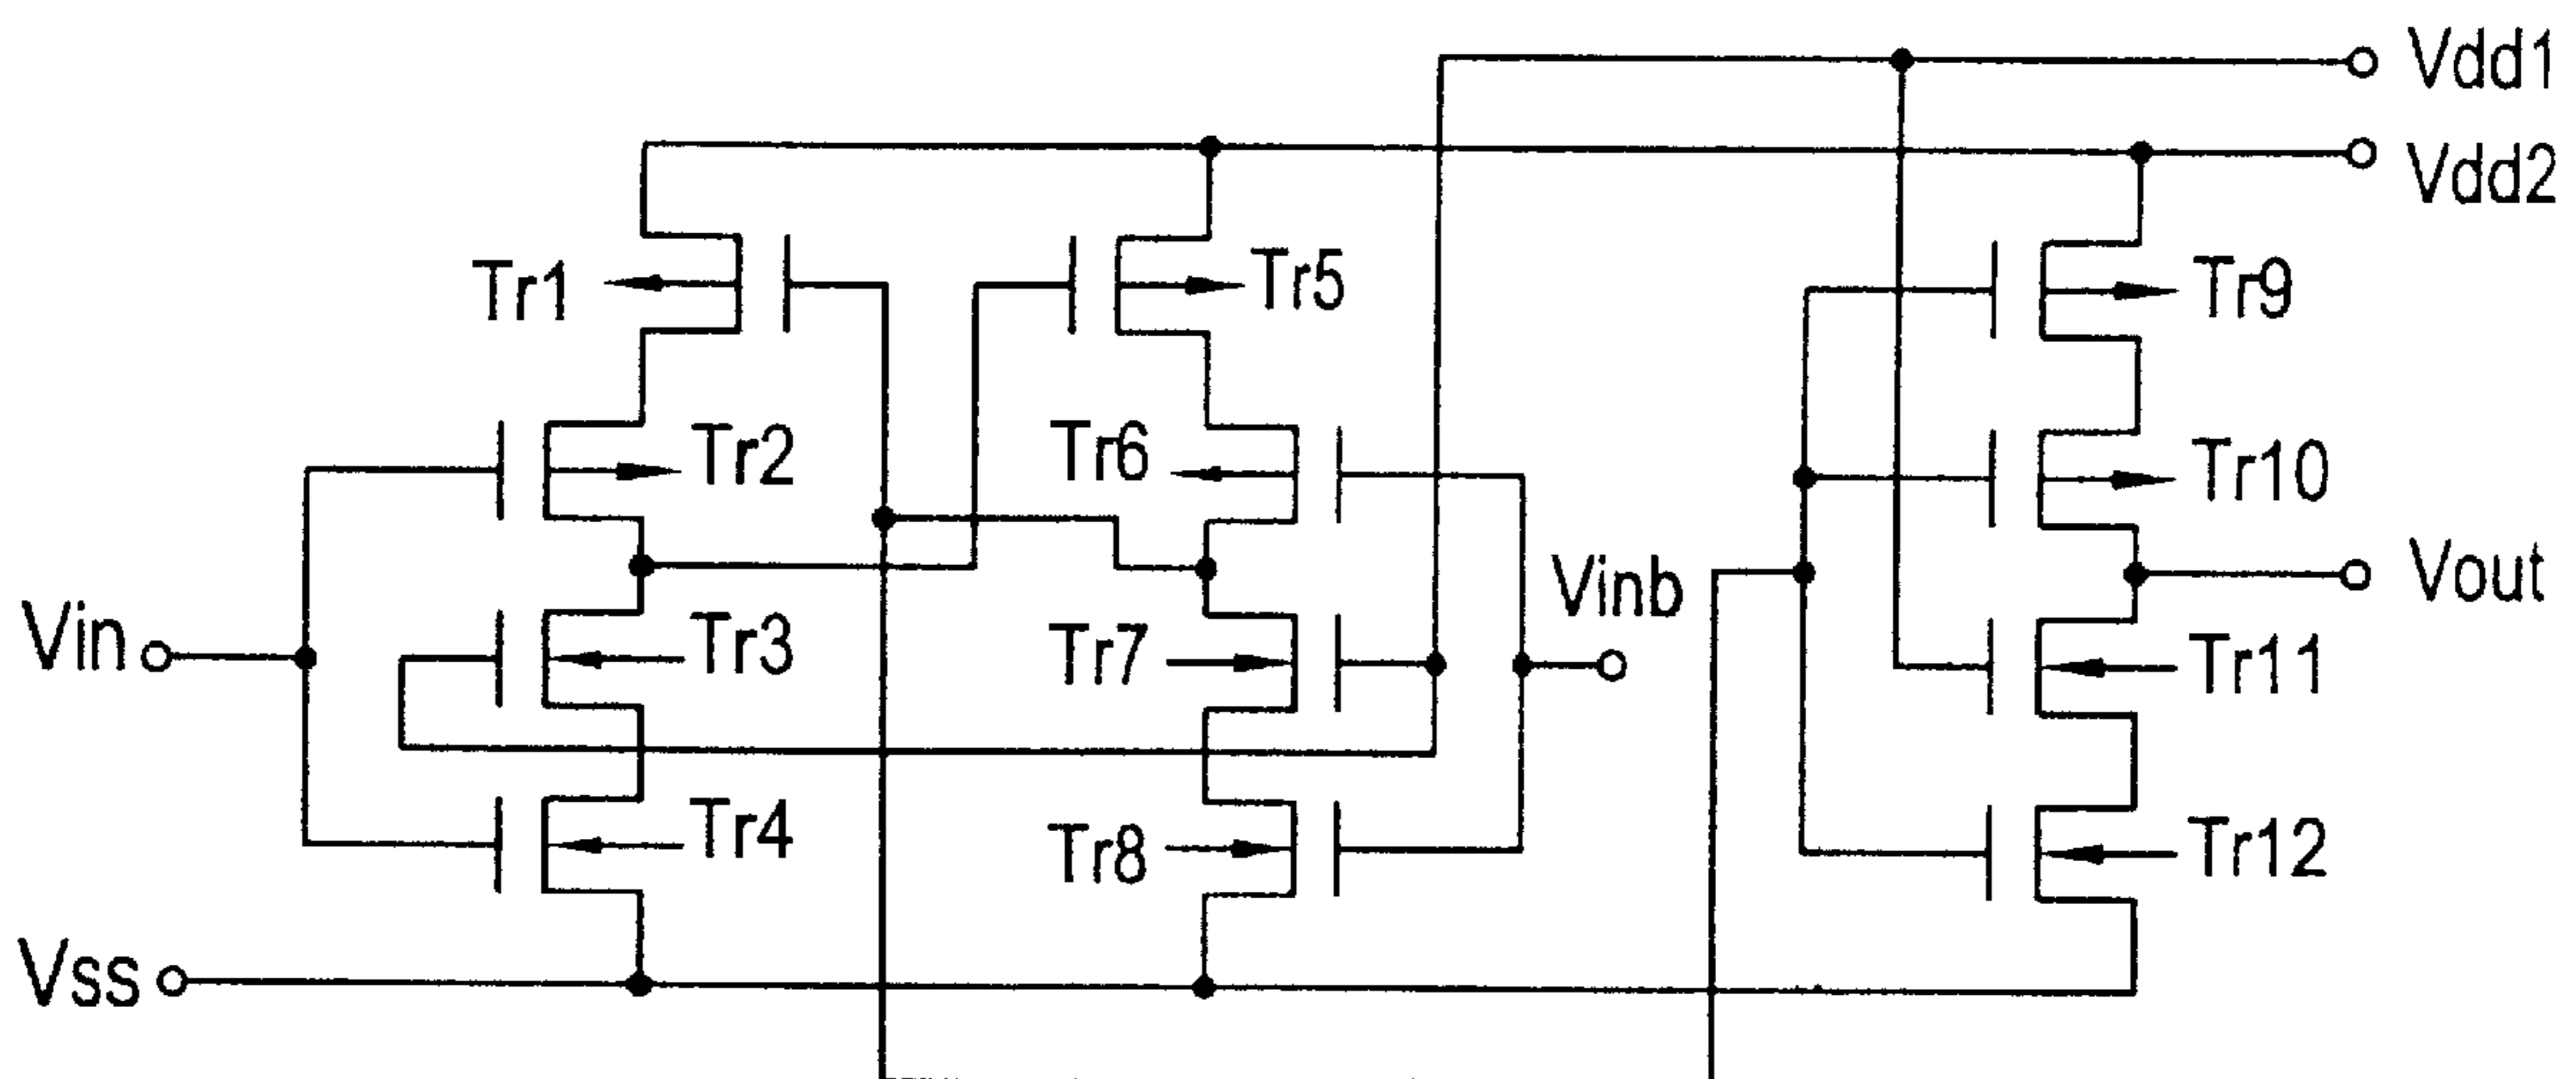 Vdd1
Vdd2
Tr1
Tr5
Tr9
Tr2
Tr6
Tr10
Vinb
Vout
Vin
Tr3
Tr7
Tr11
Tr4
Tr8
Tr12
Vss